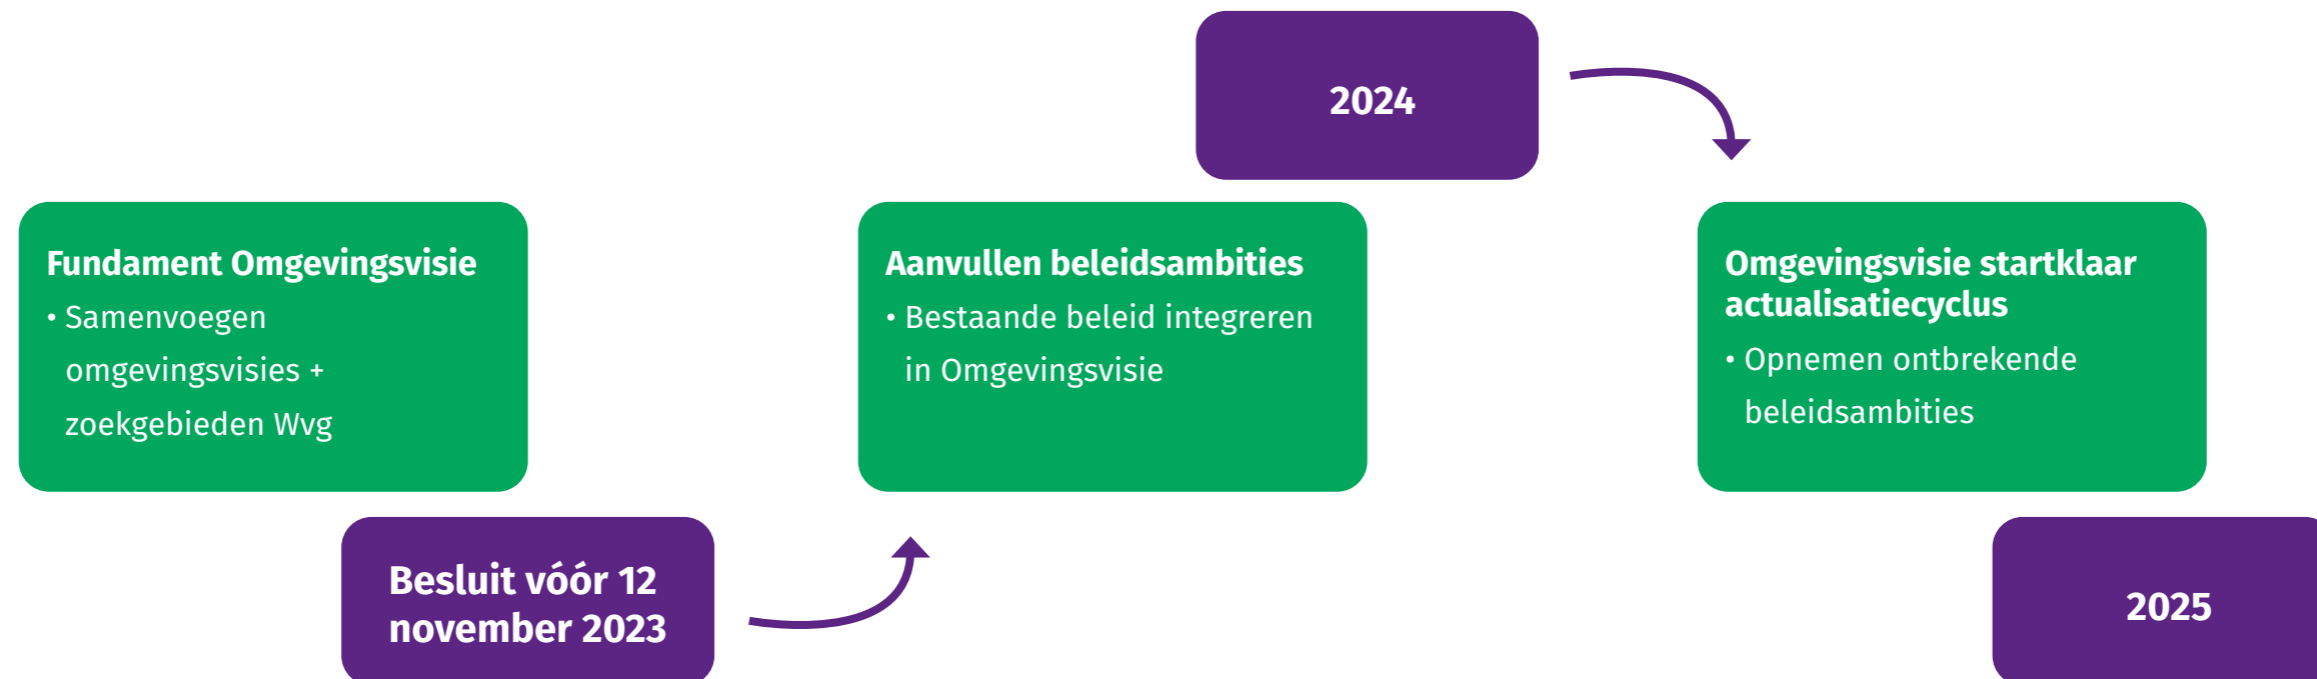 Fundament Omgevingsvisie
• Samenvoegen
omgevingsvisies +
zoekgebieden Wvg
Besluit vóór 12
november 2023
Aanvullen beleidsambities
• Bestaande beleid integreren
in Omgevingsvisie
2024
Omgevingsvisie startklaar
actualisatiecyclus
• Opnemen ontbrekende
beleidsambities
2025